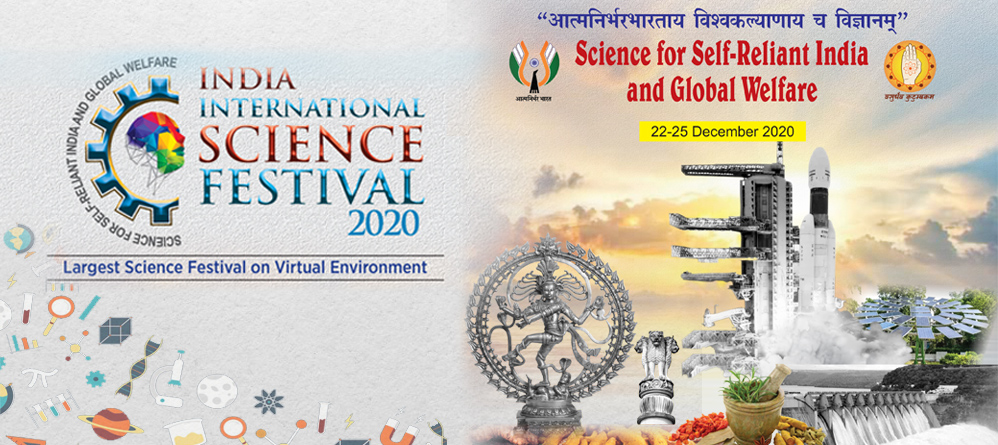 SCIENCE FOR SELF-RELIANT INDIA AND GLOBAL WELFARE
INDIA
INTERNATIONAL
SCIENCE
FESTIVAL
2020
Largest Science Festival on Virtual Environment
“आत्मनिर्भरभारताय विश्वकल्याणाय च विज्ञानम्”
Science for Self-Reliant India
and Global Welfare
आत्मनिर्भर भारत
वसुधैव कुटुम्बकम
22-25 December 2020